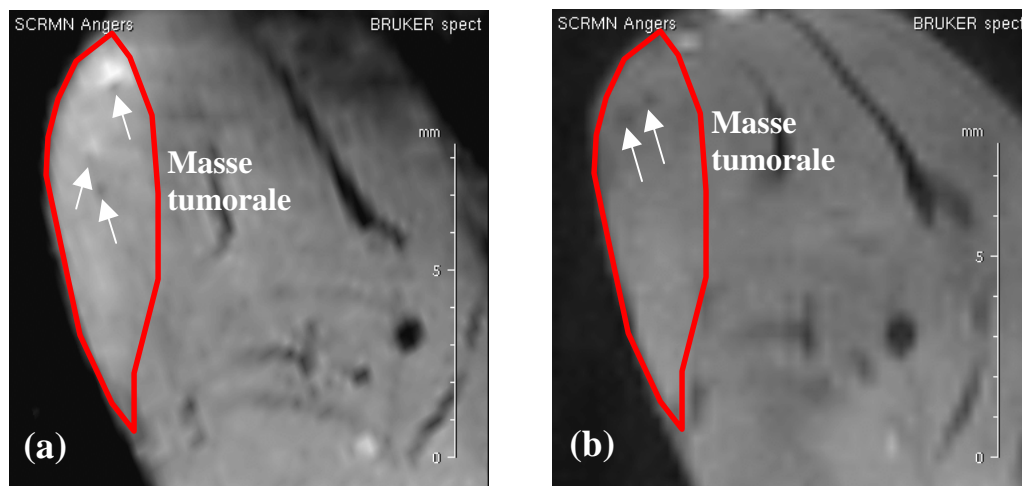 SCRMN Angers BRUKER spect
mm
Masse
tumorale
5
0
(a)
SCRMN Angers BRUKER spect
mm
Masse
tumorale
5
0
(b)